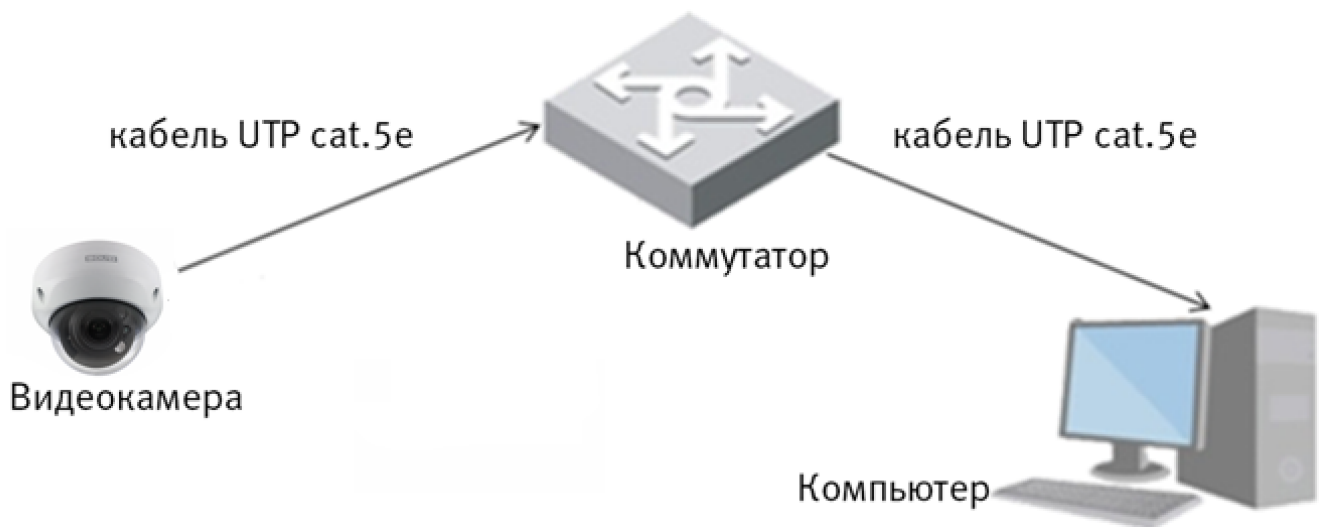 кабель UTP cat.5e
кабель UTP cat.5e
Коммутатор
Видеокамера
Компьютер